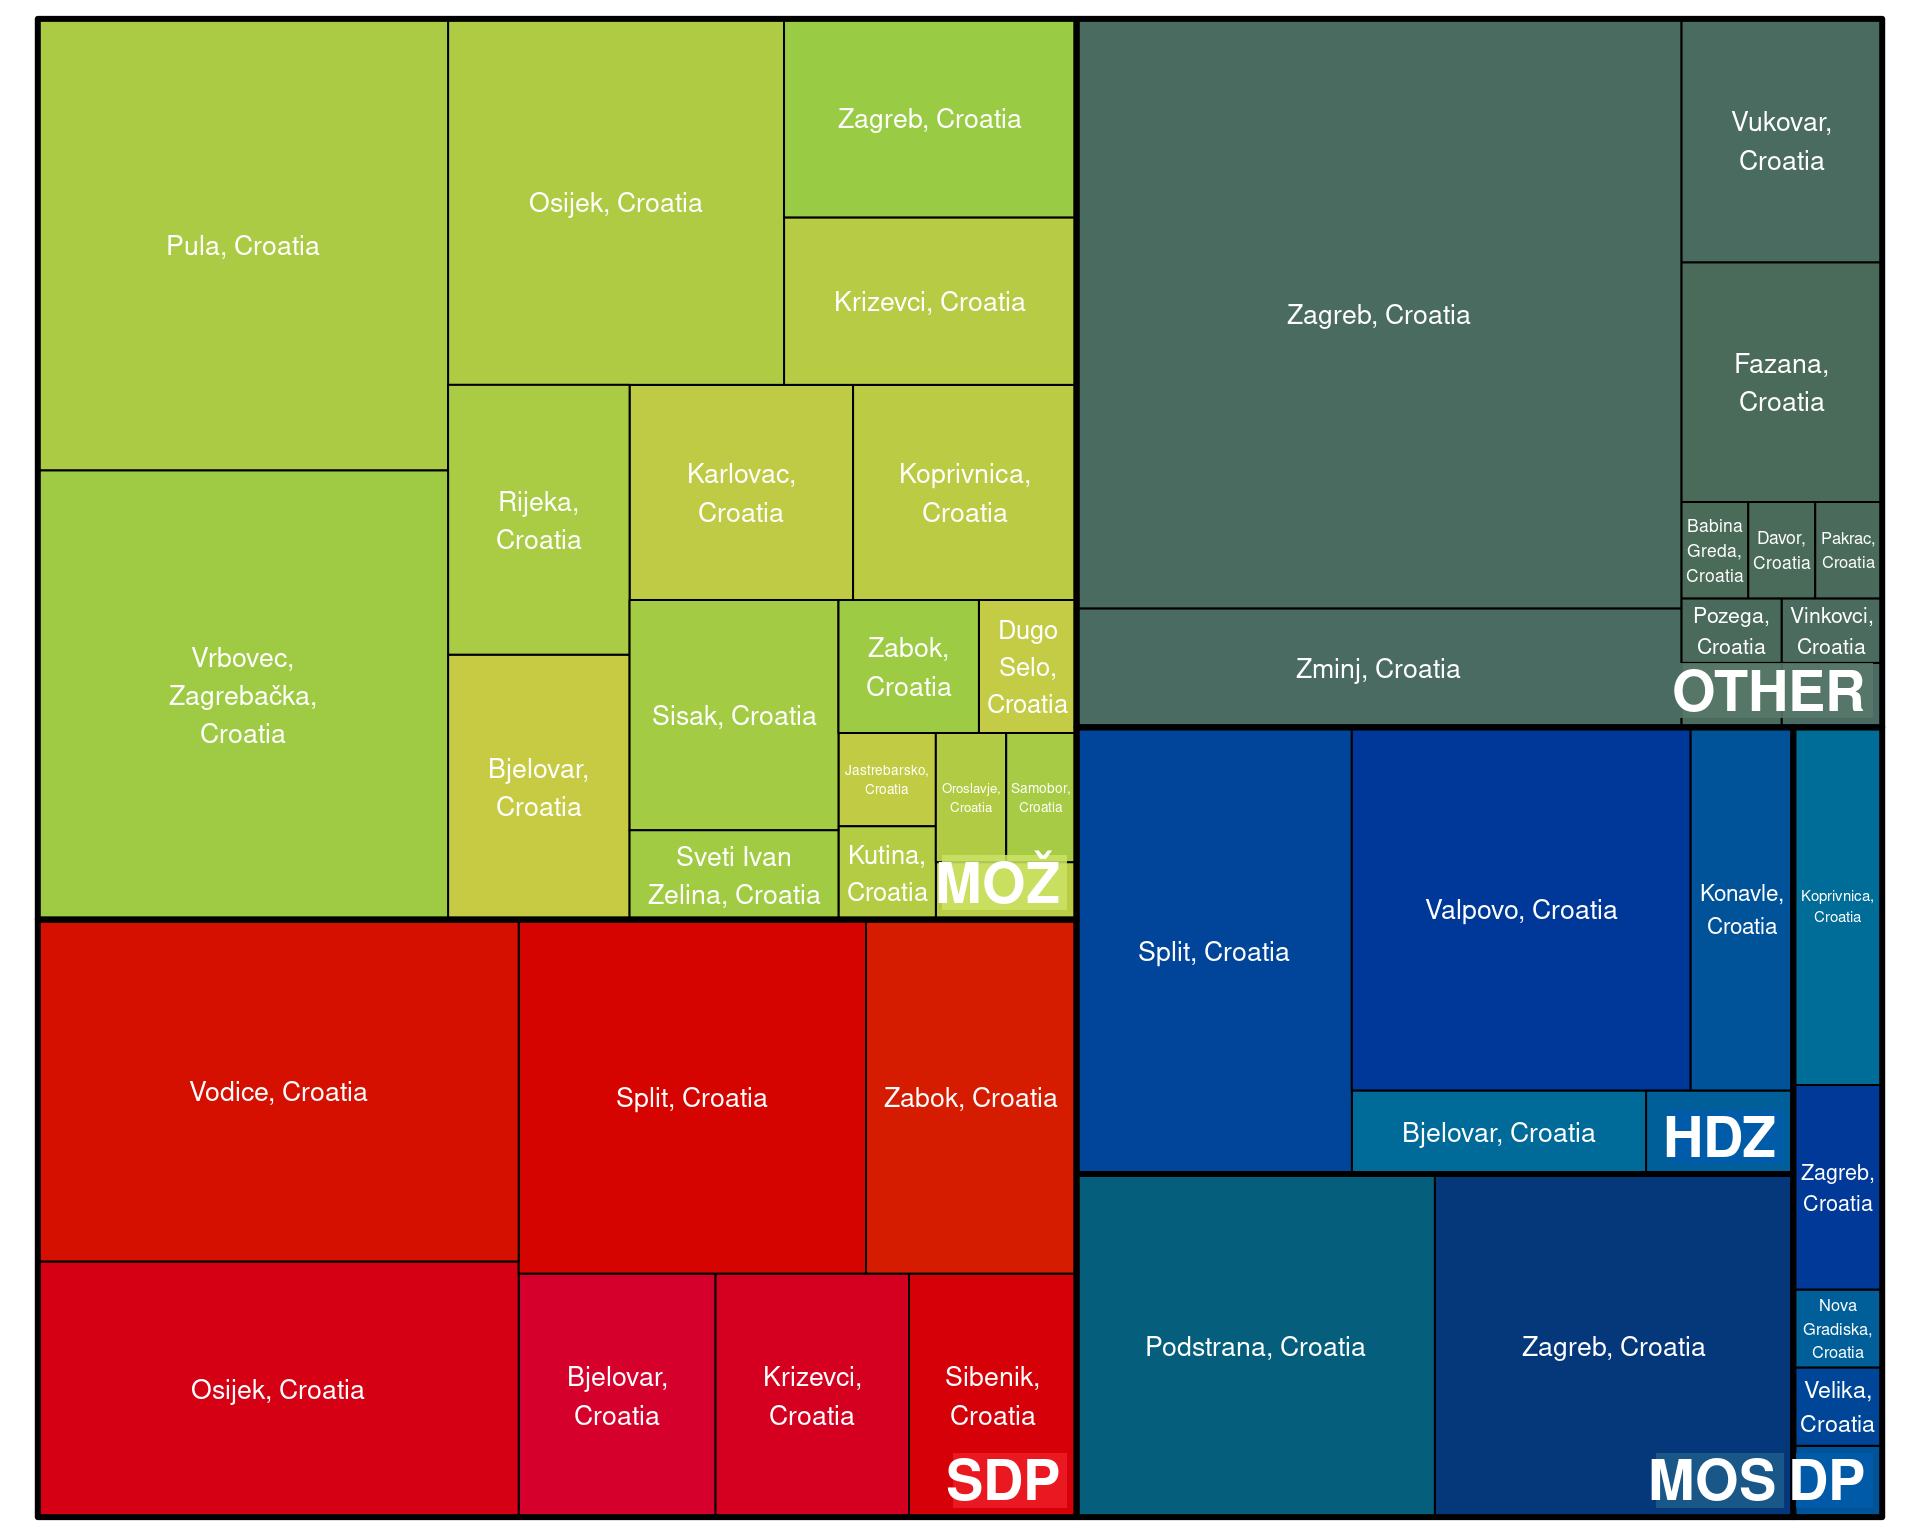 Pula, Croatia
Osijek, Croatia
Zagreb, Croatia
Krizevci, Croatia
Vrbovec,
Zagrebačka,
Croatia
Rijeka,
Croatia
Karlovac,
Croatia
Koprivnica,
Croatia
Bjelovar,
Croatia
Sisak, Croatia
Zabok,
Croatia
Dugo
Selo,
Croatia
Jastrebarsko,
Croatia
Oroslavje,
Croatia
Samobor,
Croatia
Sveti Ivan
Zelina, Croatia
Kutina,
Croatia
MOŽ
Zagreb, Croatia
Vukovar,
Croatia
Fazana,
Croatia
Babina
Greda,
Croatia
Davor,
Croatia
Pakrac,
Croatia
Pozega,
Croatia
Vinkovci,
Croatia
Zminj, Croatia
OTHER
Vodice, Croatia
Split, Croatia
Zabok, Croatia
Osijek, Croatia
Bjelovar,
Croatia
Krizevci,
Croatia
Sibenik,
Croatia
SDP
Split, Croatia
Valpovo, Croatia
Konavle,
Croatia
Bjelovar, Croatia
HDZ
Podstrana, Croatia
Zagreb, Croatia
MOS
Koprivnica,
Croatia
Zagreb,
Croatia
Nova
Gradiska,
Croatia
Velika,
Croatia
DP